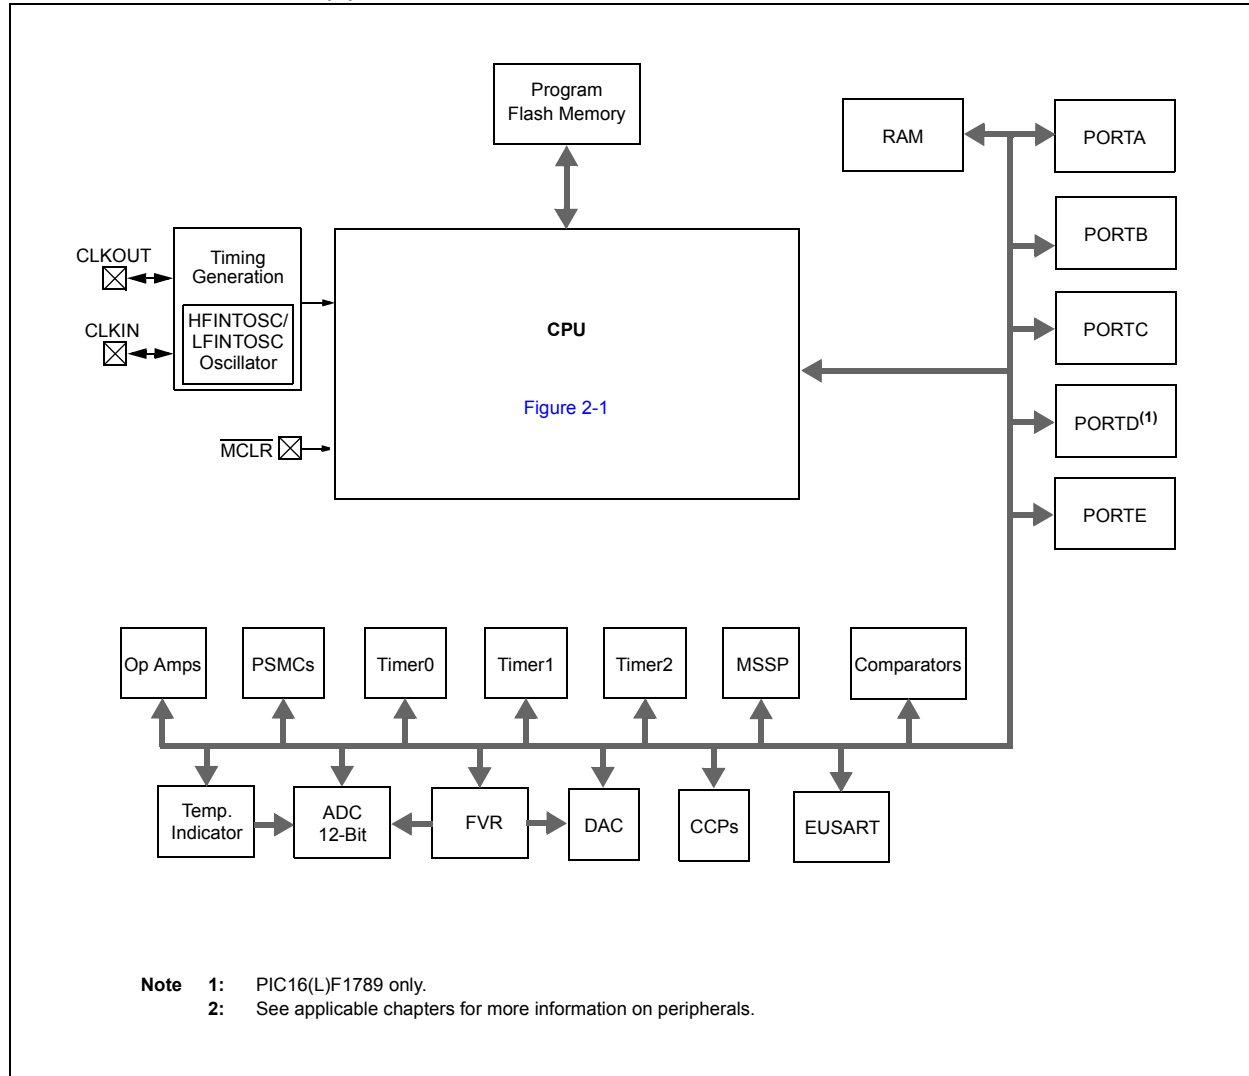 Program
Flash Memory
RAM
PORTA
CLKOUT
Timing
Generation
PORTB
CLKIN
HFINTOSC/
LFINTOSC
Oscillator
CPU
PORTC
Figure 2-1
PORTD(1)
MCLR
PORTE
Op Amps
PSMCs
Timer0
Timer1
Timer2
MSSP
Comparators
Temp.
Indicator
ADC
12-Bit
FVR
DAC
CCPs
EUSART
Note 1: PIC16(L)F1789 only.
2: See applicable chapters for more information on peripherals.